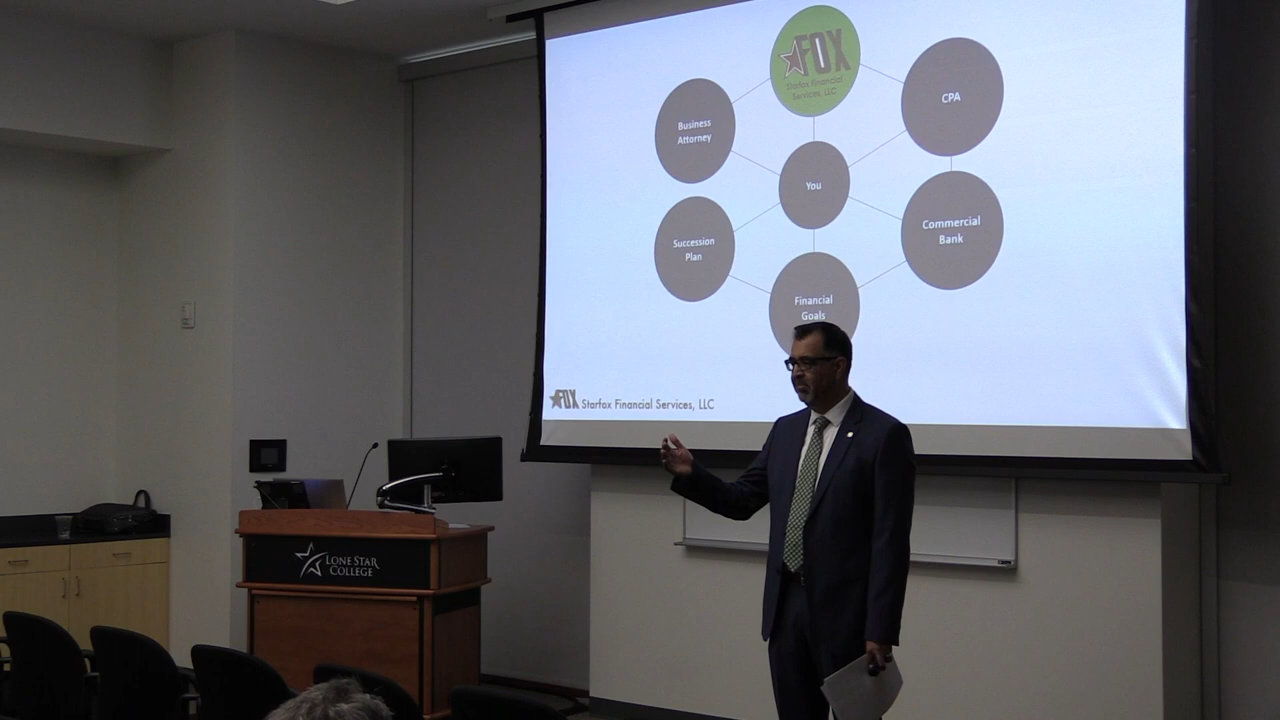 FOX
Starfox Financial
Services, LLC
CPA
Business
Attorney
You
Commercial
Bank
Succession
Plan
Financial
Goals
FOX Starfox Financial Services, LLC
LONE STAR
COLLEGE